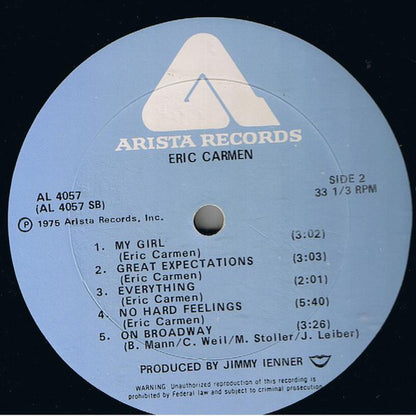 ARISTA RECORDS
ERIC CARMEN
AL 4057
(AL 4057 SB)
Ⓟ 1975 Arista Records, Inc.
SIDE 2
33 1/3 RPM
1. MY GIRL (3:02)
(Eric Carmen)
2. GREAT EXPECTATIONS (3:03)
(Eric Carmen)
3. EVERYTHING (2:01)
(Eric Carmen)
4. NO HARD FEELINGS (5:40)
(Eric Carmen)
5. ON BROADWAY (3:26)
(B. Mann/C. Weil/M. Stoller/J. Leiber)
PRODUCED BY JIMMY IENNER
WARNING: Unauthorized reproduction of this recording is
prohibited by Federal law and subject to criminal prosecution.